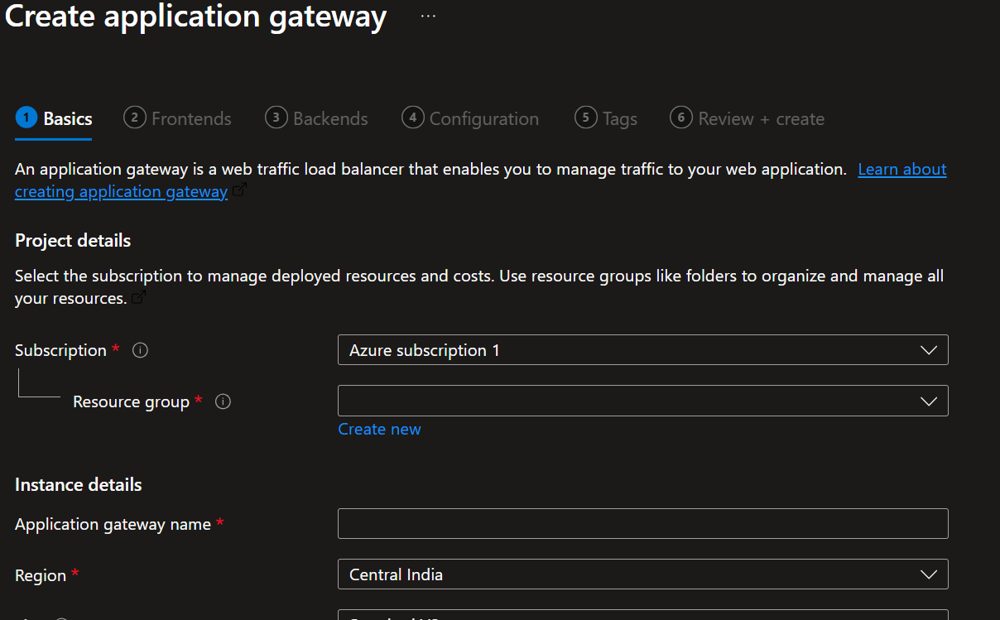 Create application gateway ...
1 Basics 2 Frontends 3 Backends 4 Configuration 5 Tags 6 Review + create
An application gateway is a web traffic load balancer that enables you to manage traffic to your web application. Learn about
creating application gateway
Project details
Select the subscription to manage deployed resources and costs. Use resource groups like folders to organize and manage all
your resources.
Subscription * Azure subscription 1
Resource group *
Create new
Instance details
Application gateway name *
Region * Central India